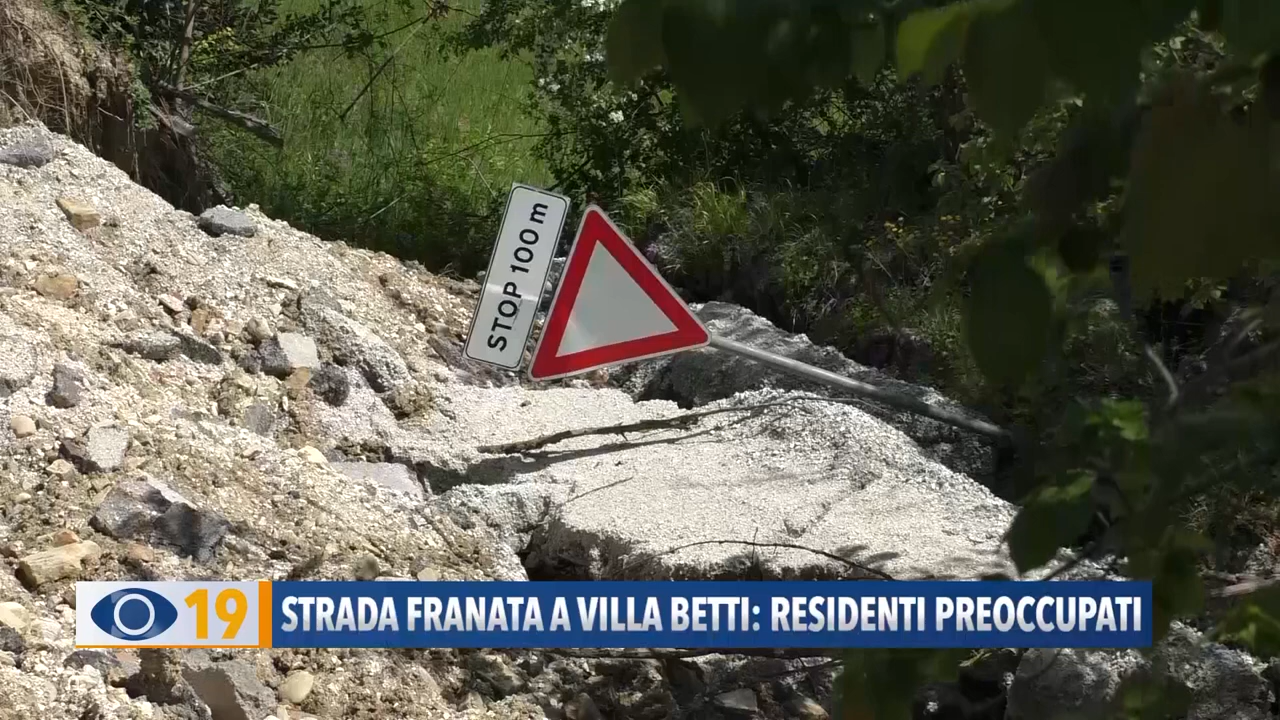 STOP 100 m
19 STRADA FRANATA A VILLA BETTI: RESIDENTI PREOCCUPATI